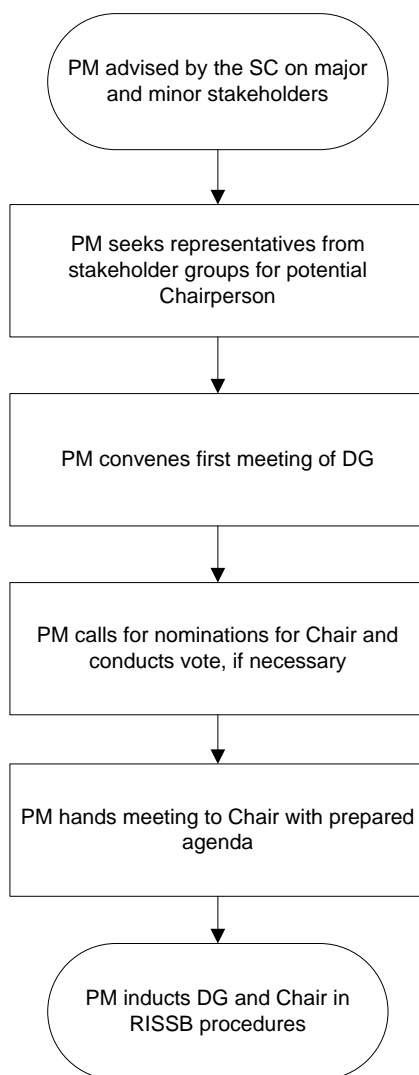 PM advised by the SC on major
and minor stakeholders
PM seeks representatives from
stakeholder groups for potential
Chairperson
PM convenes first meeting of DG
PM calls for nominations for Chair and
conducts vote, if necessary
PM hands meeting to Chair with prepared
agenda
PM inducts DG and Chair in
RISSB procedures